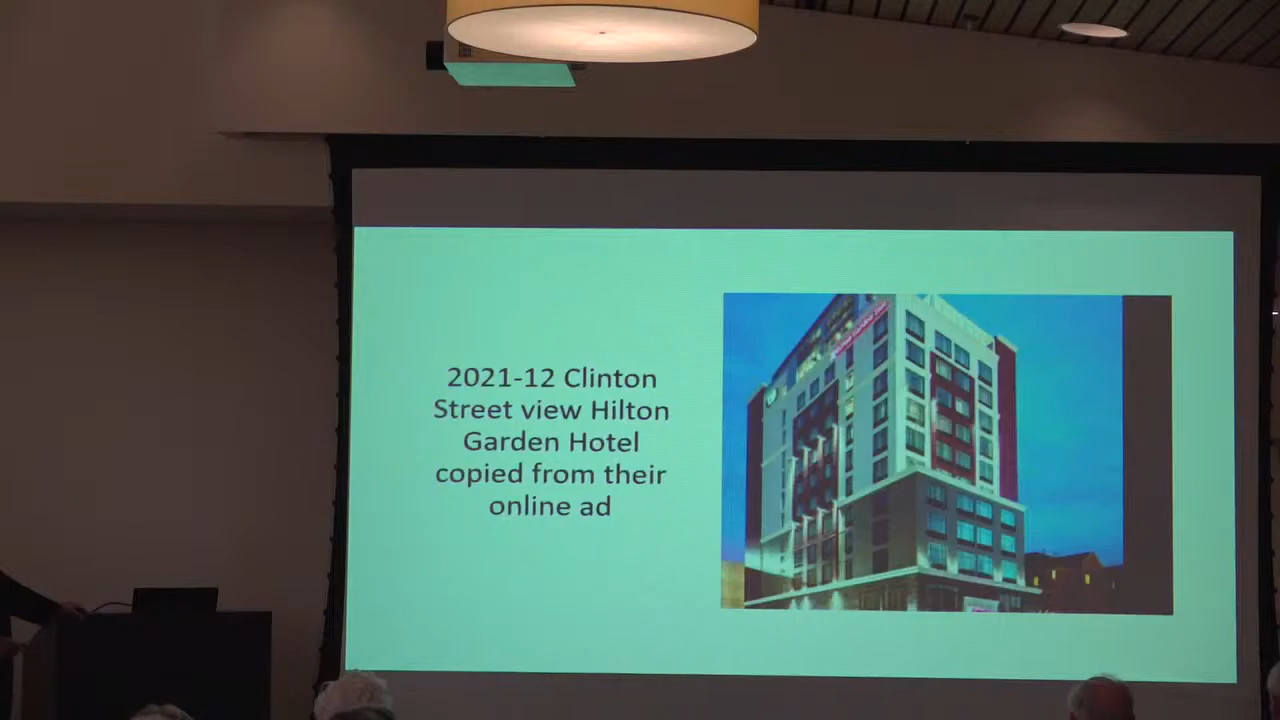 2021-12 Clinton
Street view Hilton
Garden Hotel
copied from their
online ad